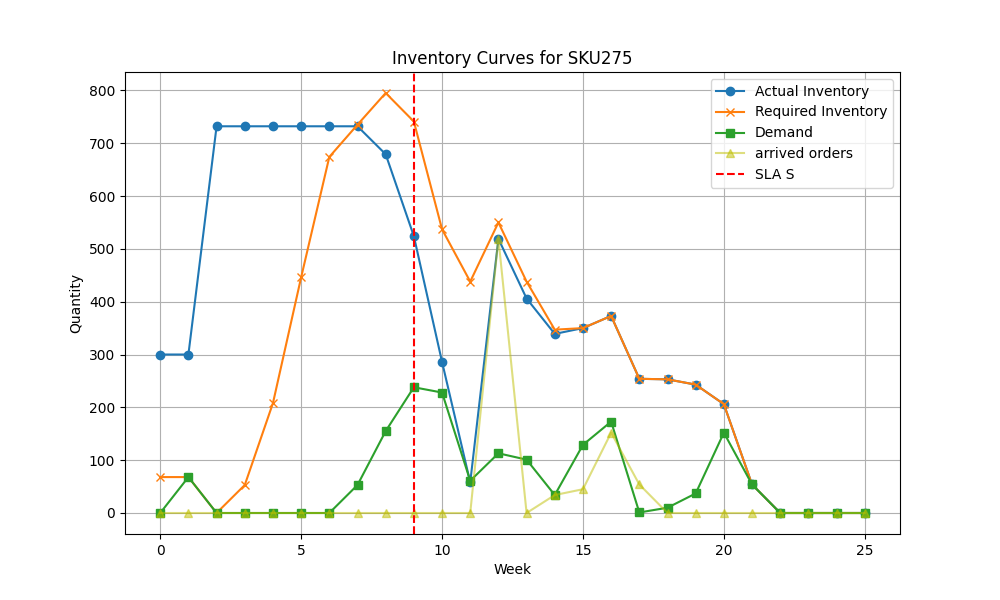 Inventory Curves for SKU275
Actual Inventory
Required Inventory
Demand
arrived orders
SLA S
Quantity
800
700
600
500
400
300
200
100
0
0 5 10 15 20 25
Week